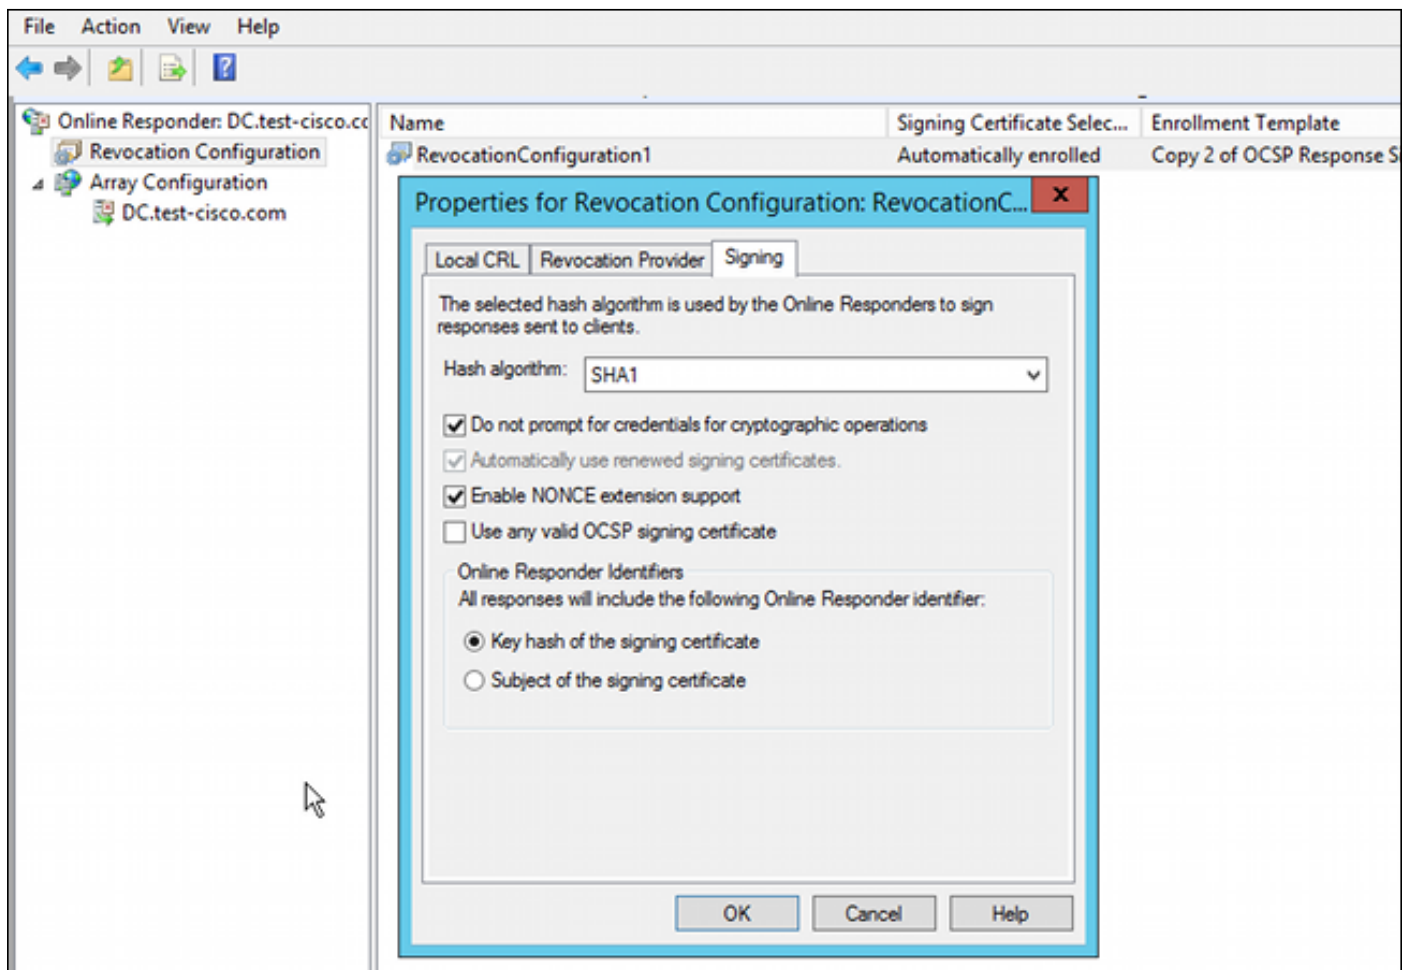 File Action View Help
Online Responder: DC.test-cisco.cc
Revocation Configuration
Array Configuration
DC.test-cisco.com
Name Signing Certificate Selec... Enrollment Template
RevocationConfiguration1 Automatically enrolled Copy 2 of OCSP Response Si
Properties for Revocation Configuration: RevocationC... x
Local CRL Revocation Provider Signing
The selected hash algorithm is used by the Online Responders to sign
responses sent to clients.
Hash algorithm: SHA1
Do not prompt for credentials for cryptographic operations
Automatically use renewed signing certificates.
Enable NONCE extension support
Use any valid OCSP signing certificate
Online Responder Identifiers
All responses will include the following Online Responder identifier:
Key hash of the signing certificate
Subject of the signing certificate
OK Cancel Help